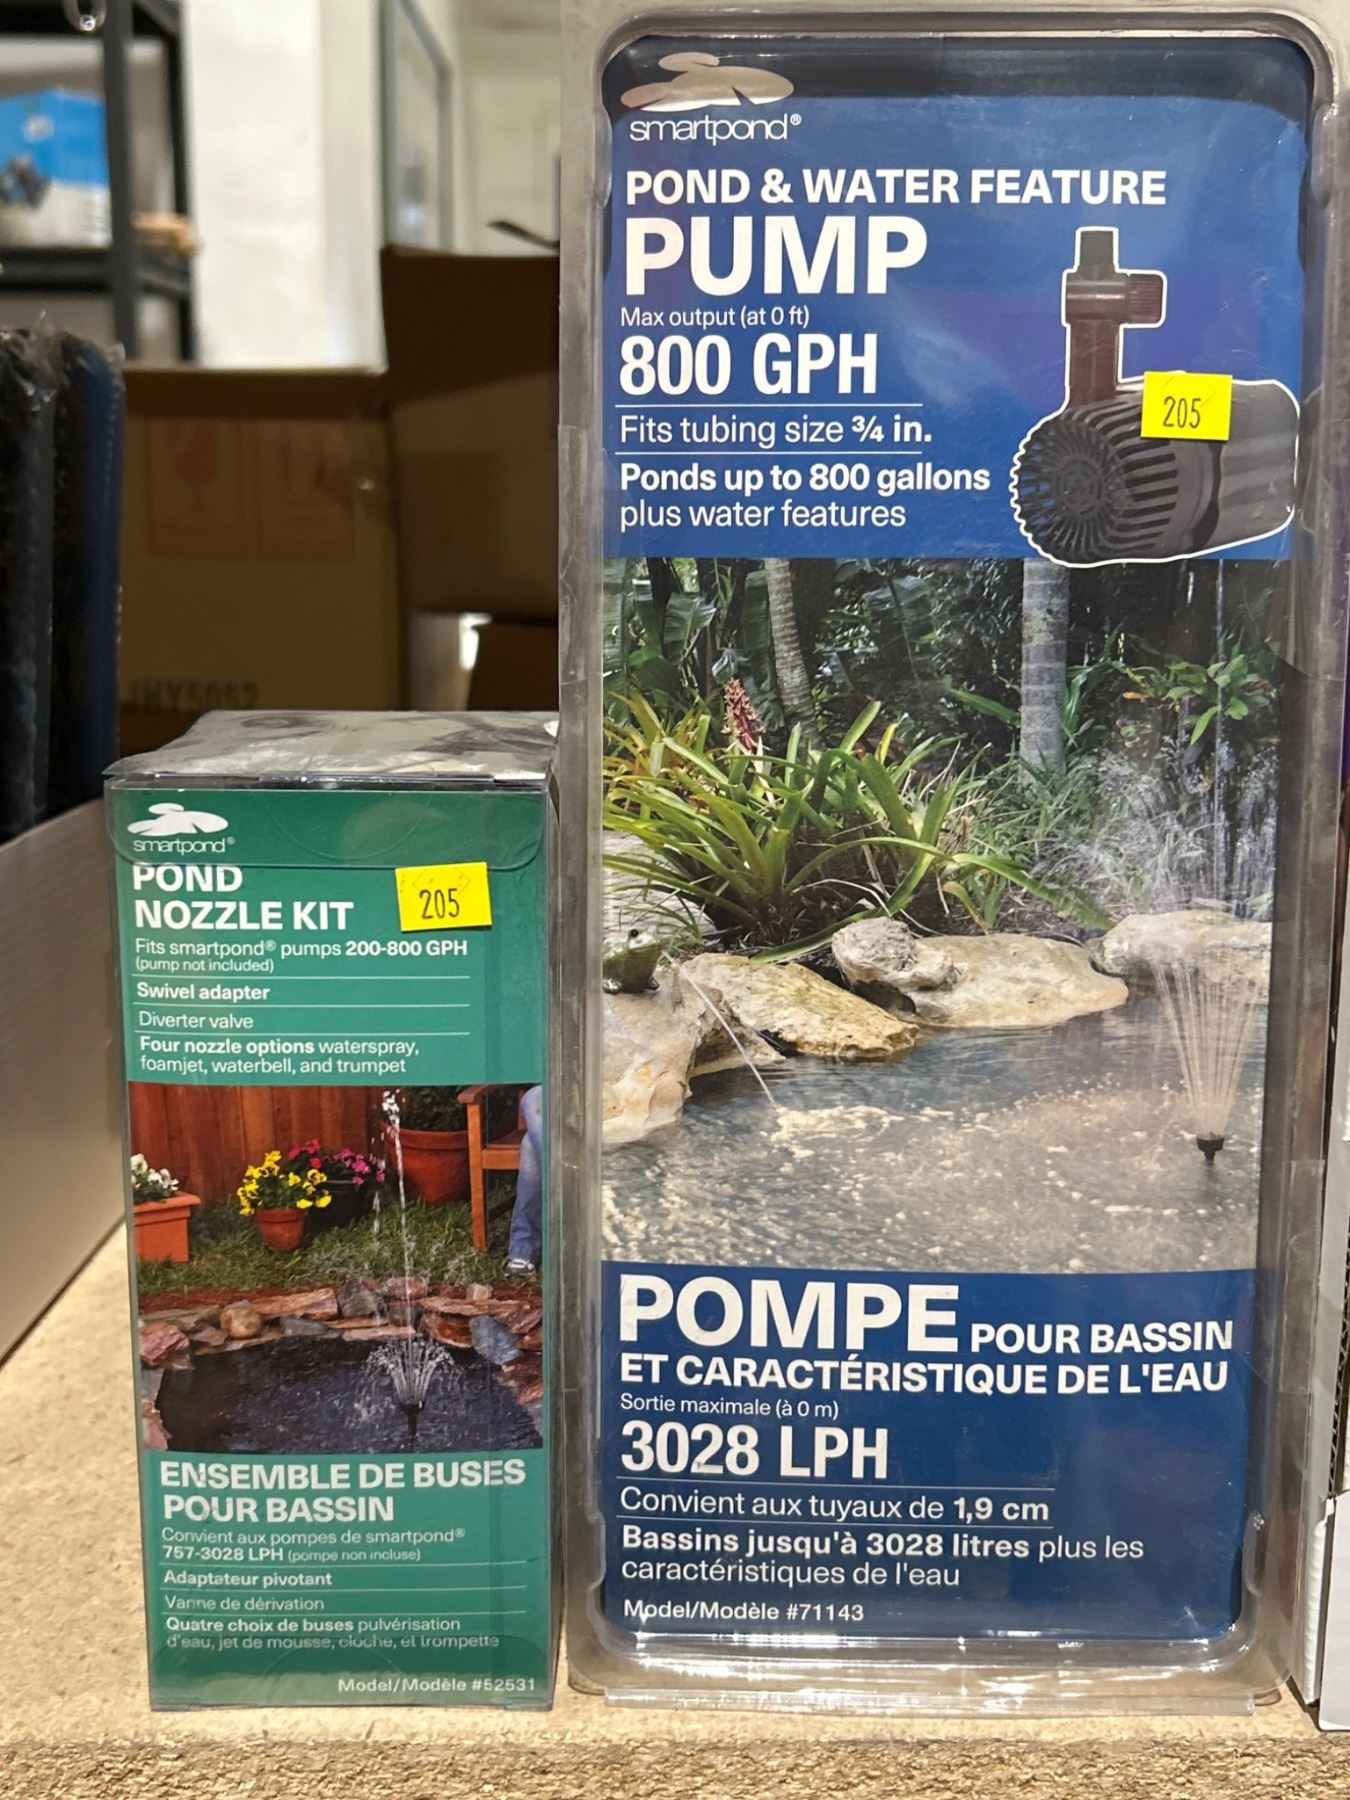 smartpond®
POND & WATER FEATURE
PUMP
Max output (at 0 ft)
800 GPH
Fits tubing size ¾ in.
Ponds up to 800 gallons
plus water features
205
POMPE POUR BASSIN
ET CARACTÉRISTIQUE DE L'EAU
Sortie maximale (à 0 m)
3028 LPH
Convient aux tuyaux de 1,9 cm
Bassins jusqu'à 3028 litres plus les
caractéristiques de l'eau
Model/Modèle #71143
smartpond®
POND
NOZZLE KIT
205
Fits smartpond® pumps 200-800 GPH
(pump not included)
Swivel adapter
Diverter valve
Four nozzle options waterspray,
foamjet, waterbell, and trumpet
ENSEMBLE DE BUSES
POUR BASSIN
Convient aux pompes de smartpond®
757-3028 LPH (pompe non incluse)
Adaptateur pivotant
Vanne de dérivation
Quatre choix de buses pulvérisation
d'eau, jet de mousse, cloche, et trompette
Model/Modèle #52531